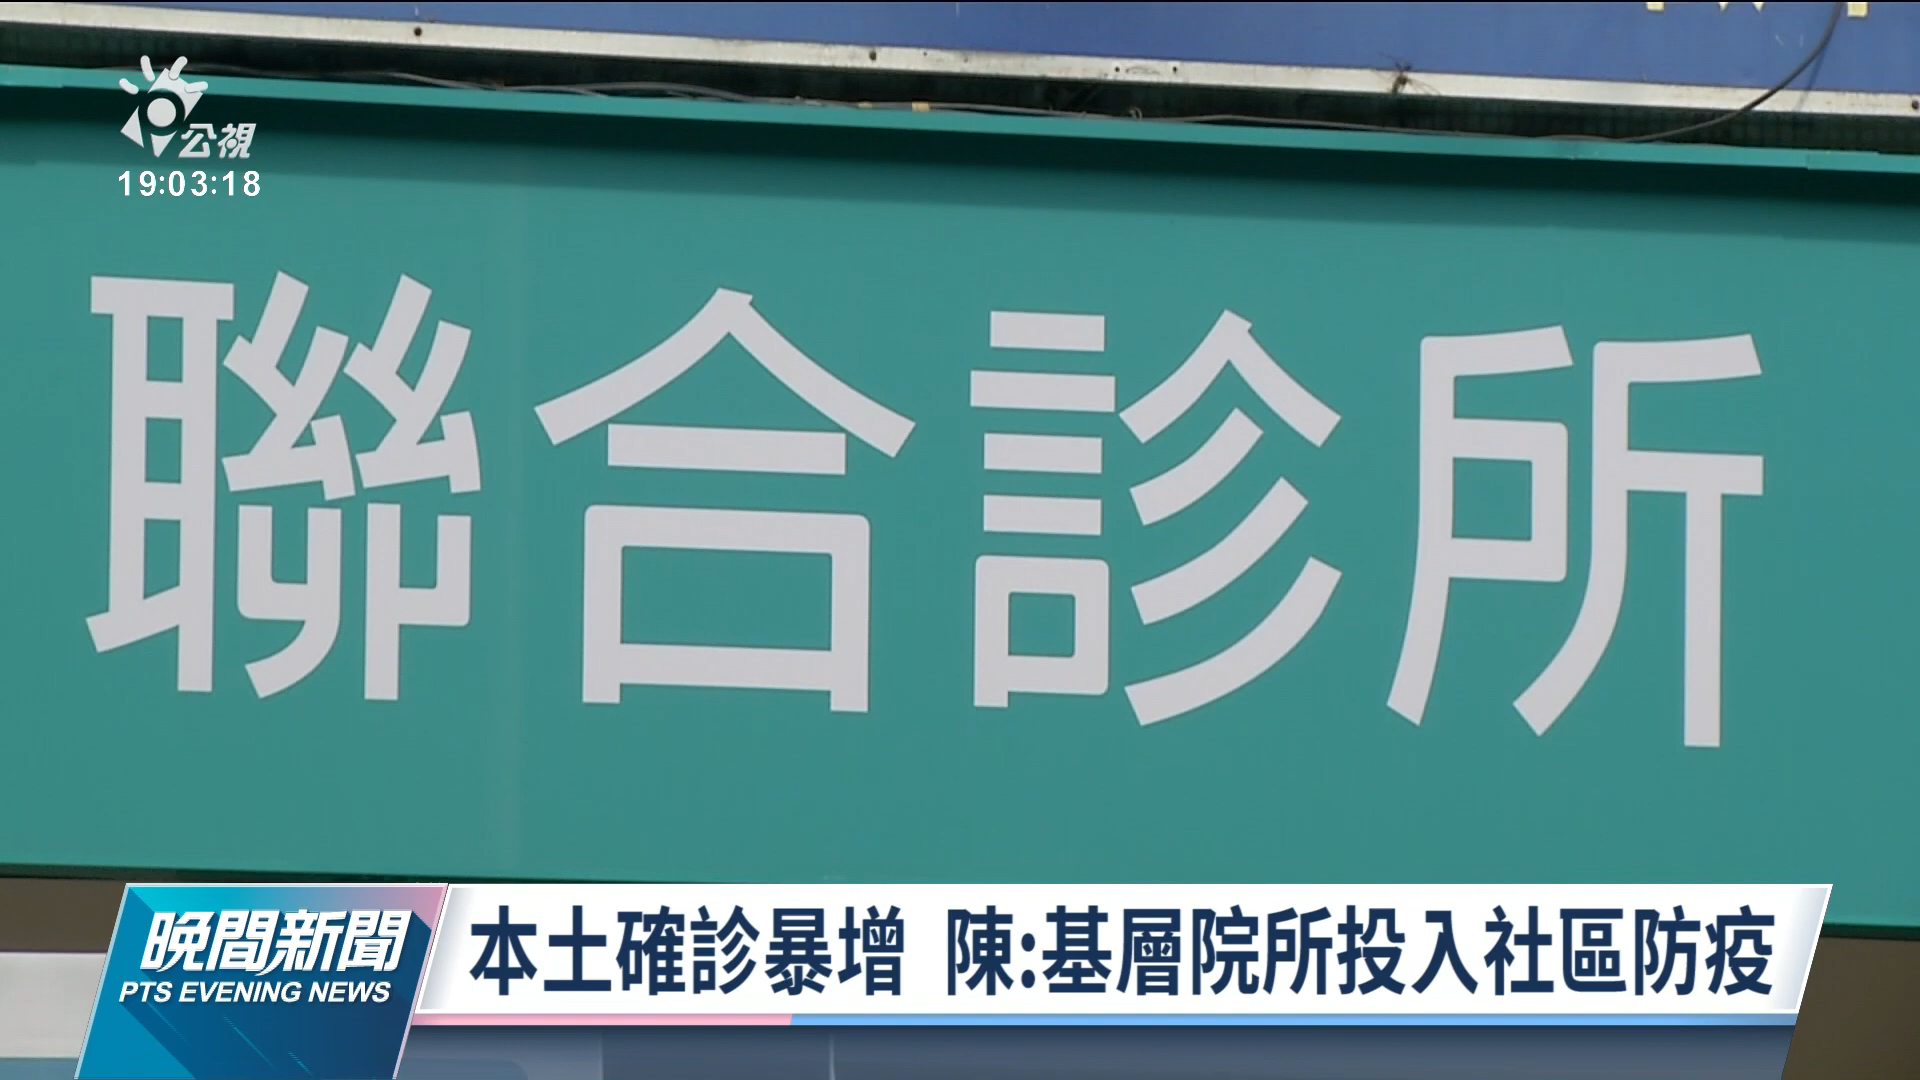 公視
19:03:18
聯合診所
晚間新聞
PTS EVENING NEWS
本土確診暴增 陳:基層院所投入社區防疫